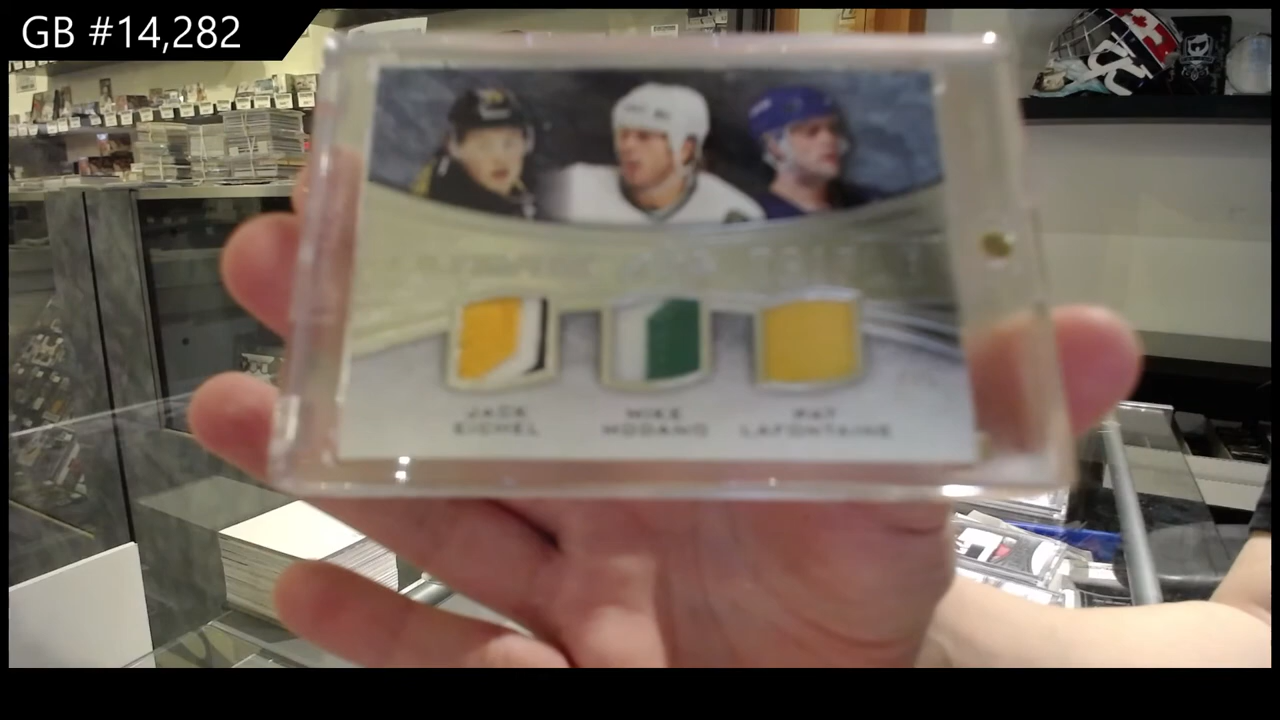 GB #14,282
JACK
EICHEL
MIKE
MODANO
PAT
LAFONTAINE